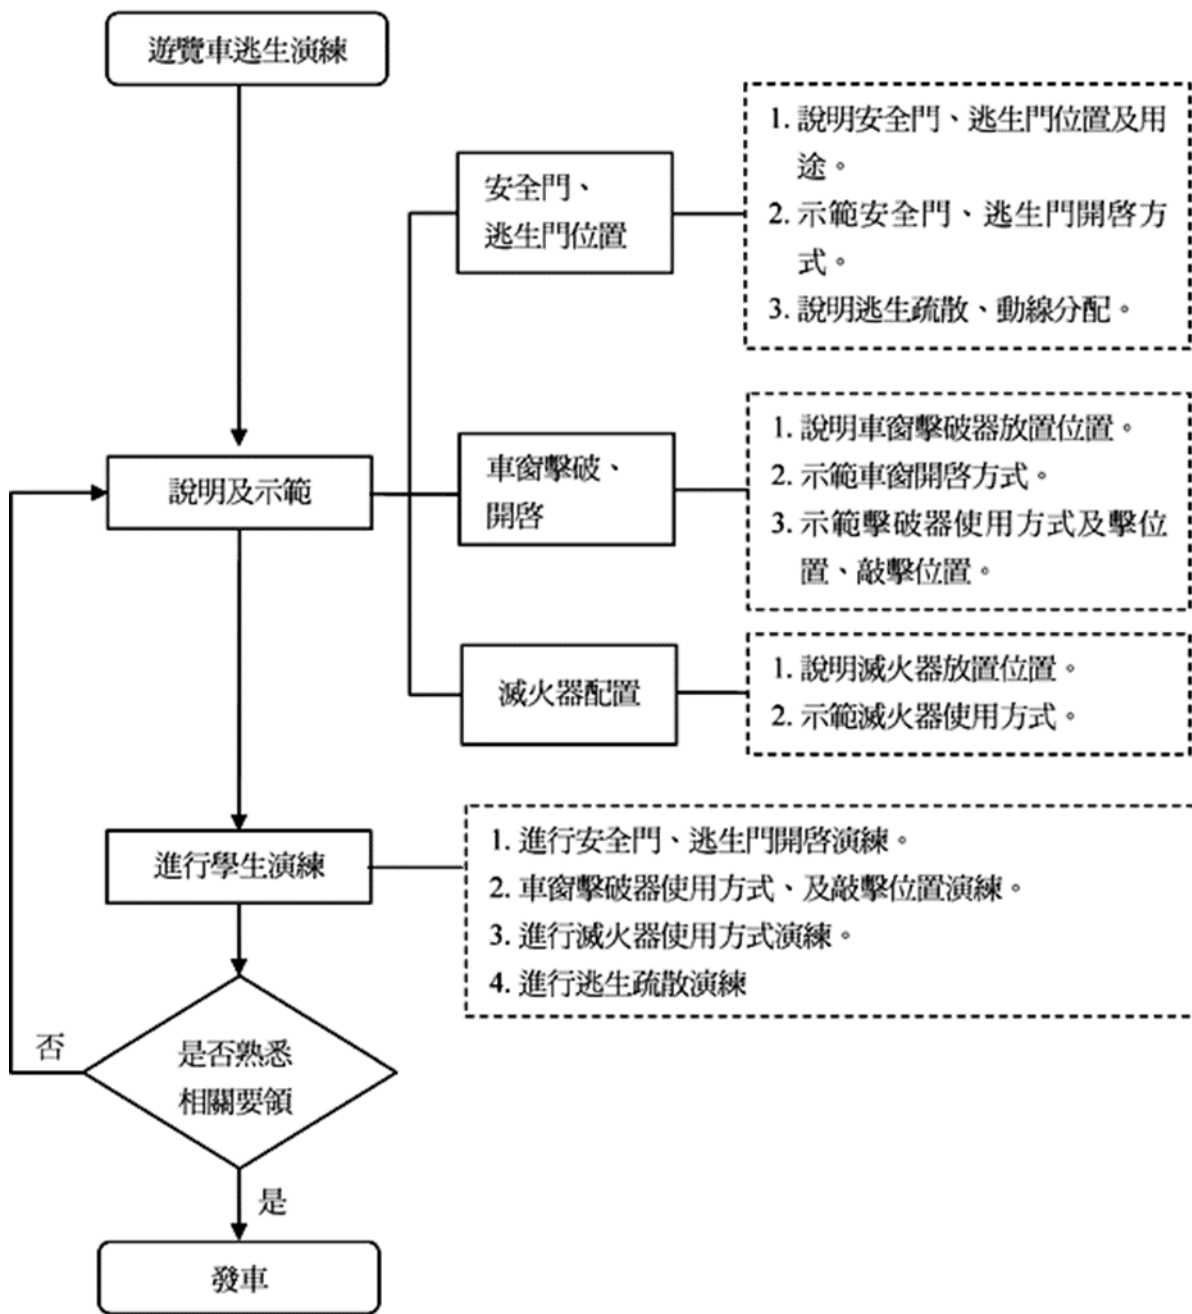 遊覽車逃生演練
安全門、
逃生門位置
1. 說明安全門、逃生門位置及用
途。
2. 示範安全門、逃生門開啓方
式。
3. 說明逃生疏散、動線分配。
說明及示範
車窗擊破、
開啓
1. 說明車窗擊破器放置位置。
2. 示範車窗開啓方式。
3. 示範擊破器使用方式及擊位
置、敲擊位置。
滅火器配置
1. 說明滅火器放置位置。
2. 示範滅火器使用方式。
進行學生演練
1. 進行安全門、逃生門開啓演練。
2. 車窗擊破器使用方式、及敲擊位置演練。
3. 進行滅火器使用方式演練。
4. 進行逃生疏散演練
是否熟悉
相關要領
否
是
發車